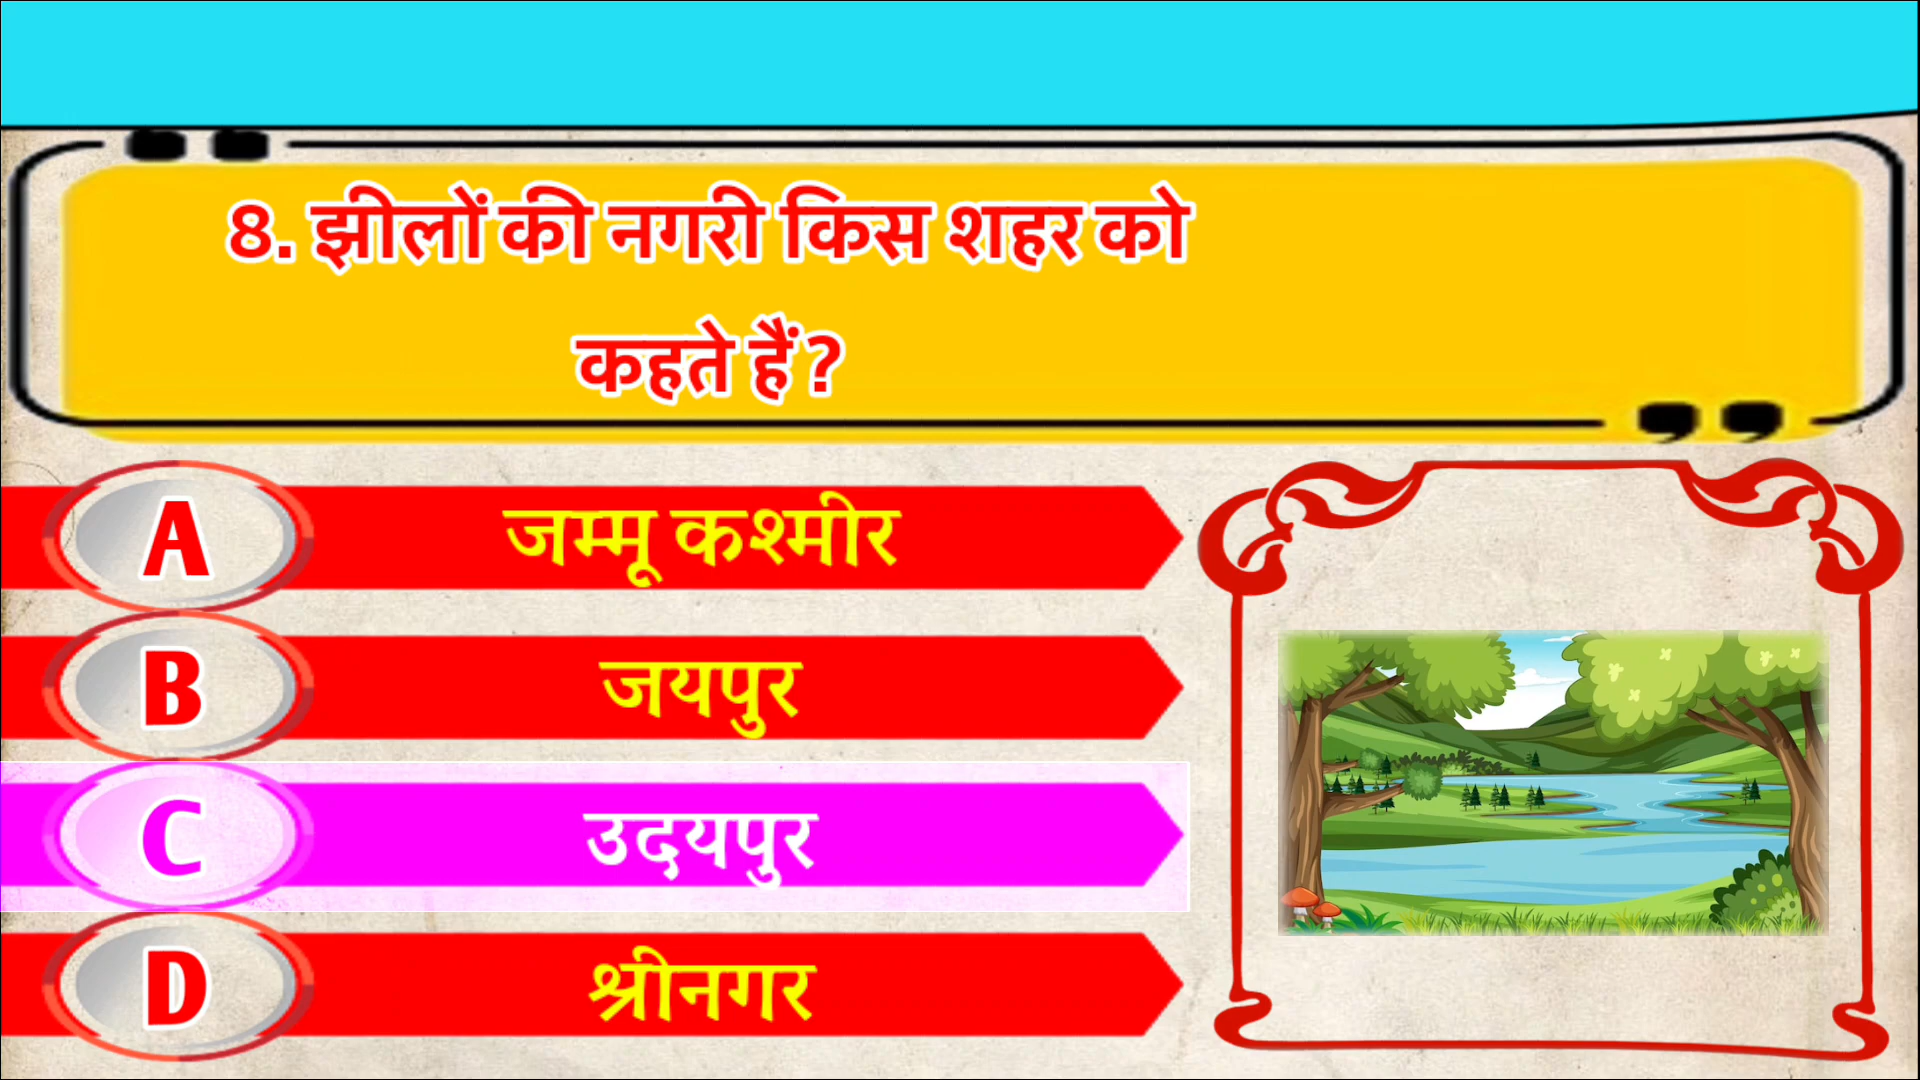 8. झीलों की नगरी किस शहर को
कहते हैं ?
A जम्मू कश्मीर
B जयपुर
C उदयपुर
D श्रीनगर